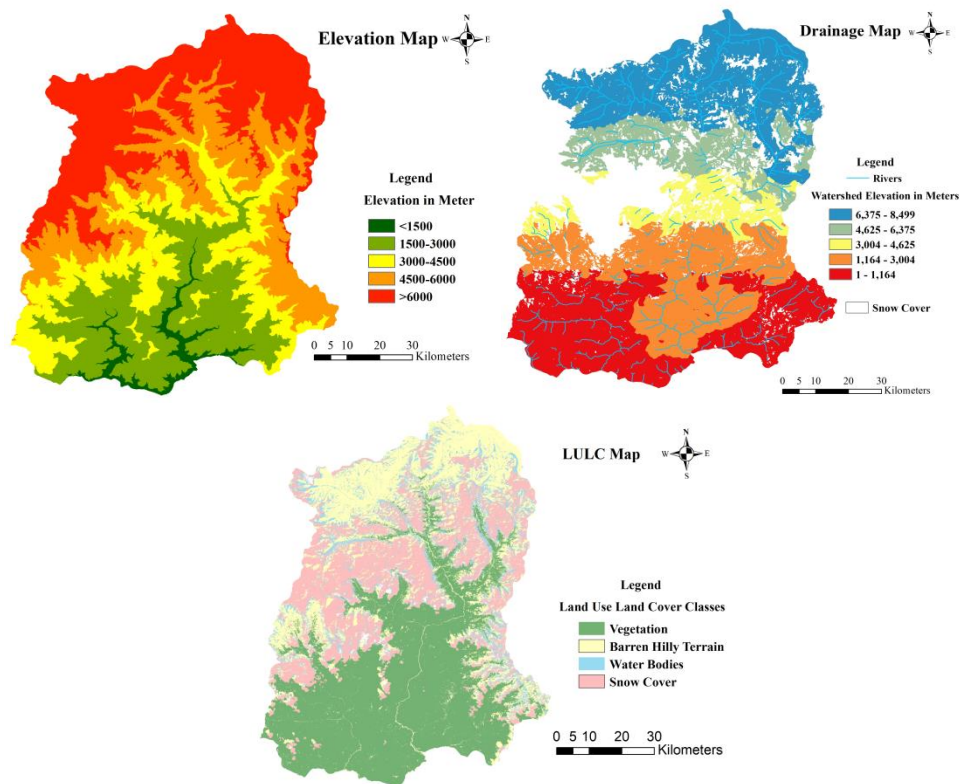 Elevation Map
N
W E
S
Legend
Elevation in Meter
<1500
1500-3000
3000-4500
4500-6000
>6000
0 5 10 20 30
Kilometers
Drainage Map
N
W E
S
Legend
Rivers
Watershed Elevation in Meters
6,375 - 8,499
4,625 - 6,375
3,004 - 4,625
1,164 - 3,004
1 - 1,164
Snow Cover
0 5 10 20 30
Kilometers
LULC Map
N
W E
S
Legend
Land Use Land Cover Classes
Vegetation
Barren Hilly Terrain
Water Bodies
Snow Cover
0 5 10 20 30
Kilometers